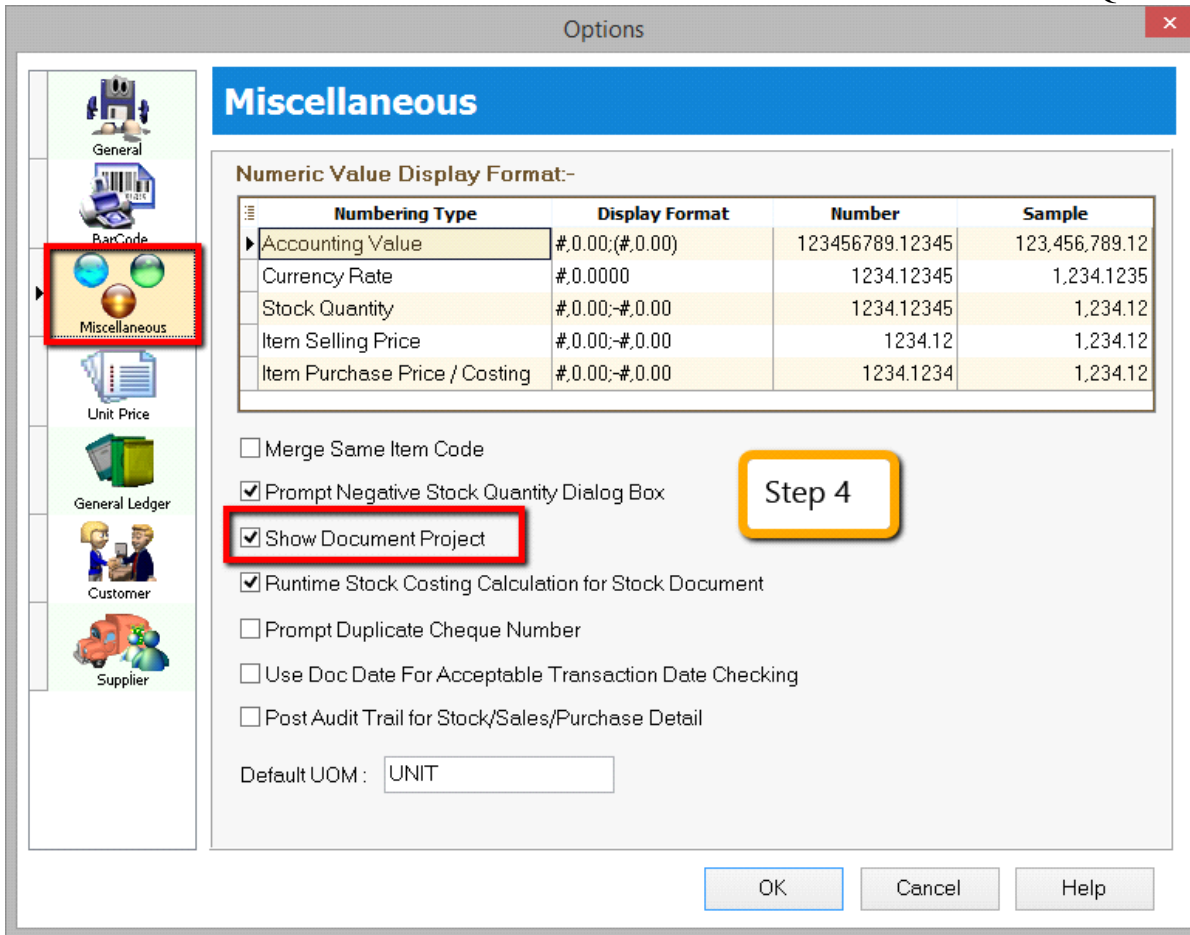 Options
General
BarCode
Miscellaneous
Unit Price
General Ledger
Customer
Supplier
Miscellaneous
Numeric Value Display Format:-
Numbering Type Display Format Number Sample
Accounting Value #,0.00;(#,0.00) 123456789.12345 123,456,789.12
Currency Rate #,0.0000 1234.12345 1,234.1235
Stock Quantity #,0.00;-#,0.00 1234.12345 1,234.12
Item Selling Price #,0.00;-#,0.00 1234.12 1,234.12
Item Purchase Price / Costing #,0.00;-#,0.00 1234.1234 1,234.12
Merge Same Item Code
Prompt Negative Stock Quantity Dialog Box
Step 4
Show Document Project
Runtime Stock Costing Calculation for Stock Document
Prompt Duplicate Cheque Number
Use Doc Date For Acceptable Transaction Date Checking
Post Audit Trail for Stock/Sales/Purchase Detail
Default UOM : UNIT
OK Cancel Help